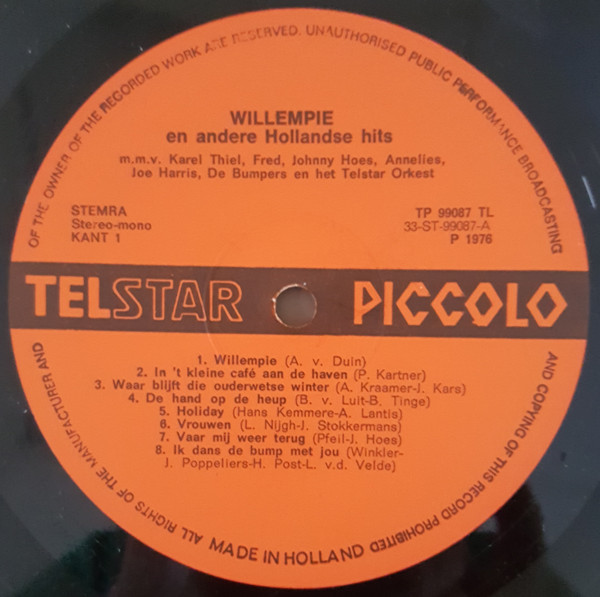 OF THE OWNER OF THE RECORDED WORK ARE RESERVED. UNAUTHORISED PUBLIC PERFORMANCE BROADCASTING
WILLEMPIE
en andere Hollandse hits
m.m.v. Karel Thiel, Fred, Johnny Hoes, Annelies,
Joe Harris, De Bumpers en het Telstar Orkest
STEMRA
Stereo-mono
KANT 1
TP 99087 TL
33-ST-99087-A
P 1976
TELSTAR PICCOLO
1. Willempie (A. v. Duin)
2. In 't kleine café aan de haven (P. Kartner)
3. Waar blijft die ouderwetse winter (A. Kraamer-J. Kars)
4. De hand op de heup (B. v. Luit-B. Tinge)
5. Holiday (Hans Kemmere-A. Lantis)
6. Vrouwen (L. Nijgh-J. Stokkermans)
7. Vaar mij weer terug (Pfeil-J. Hoes)
8. Ik dans de bump met jou (Winkler-
J. Poppeliers-H. Post-L. v.d. Velde)
AND COPYING OF THIS RECORD PROHIBITED
MADE IN HOLLAND
ALL RIGHTS OF THE MANUFACTURER AND